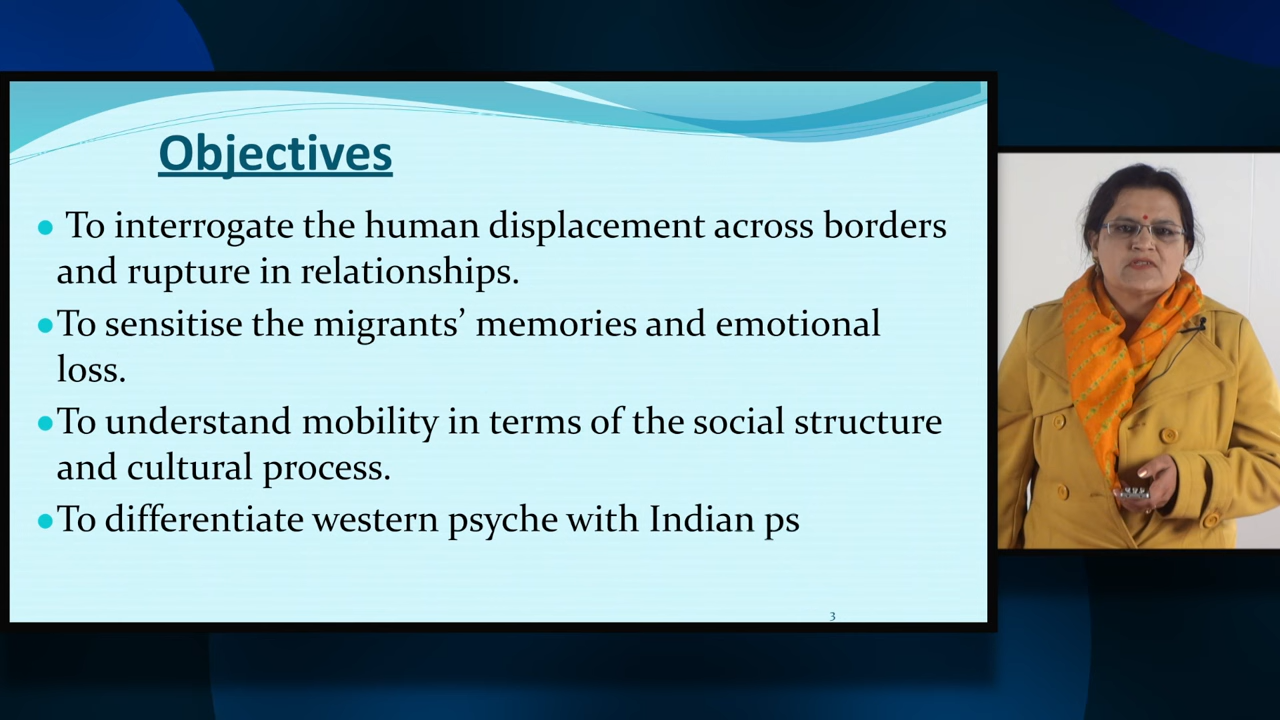 Objectives
To interrogate the human displacement across borders
and rupture in relationships.
To sensitise the migrants’ memories and emotional
loss.
To understand mobility in terms of the social structure
and cultural process.
To differentiate western psyche with Indian ps
3